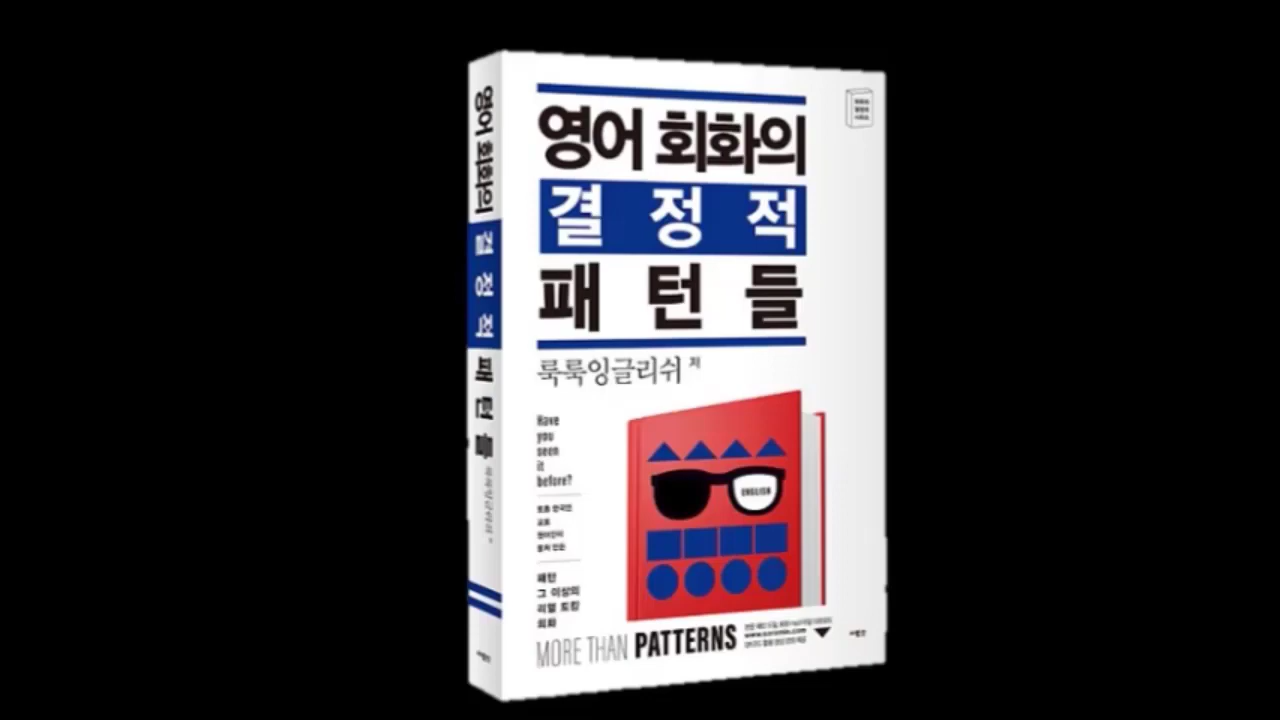 영어 회화의
결정적
패턴들
영어 회화의 결정적 패턴들
룩룩잉글리쉬 저
Have
you
seen
it
before?
ENGLISH
패턴
그 이상의
리얼 토킹
회화
MORE THAN PATTERNS